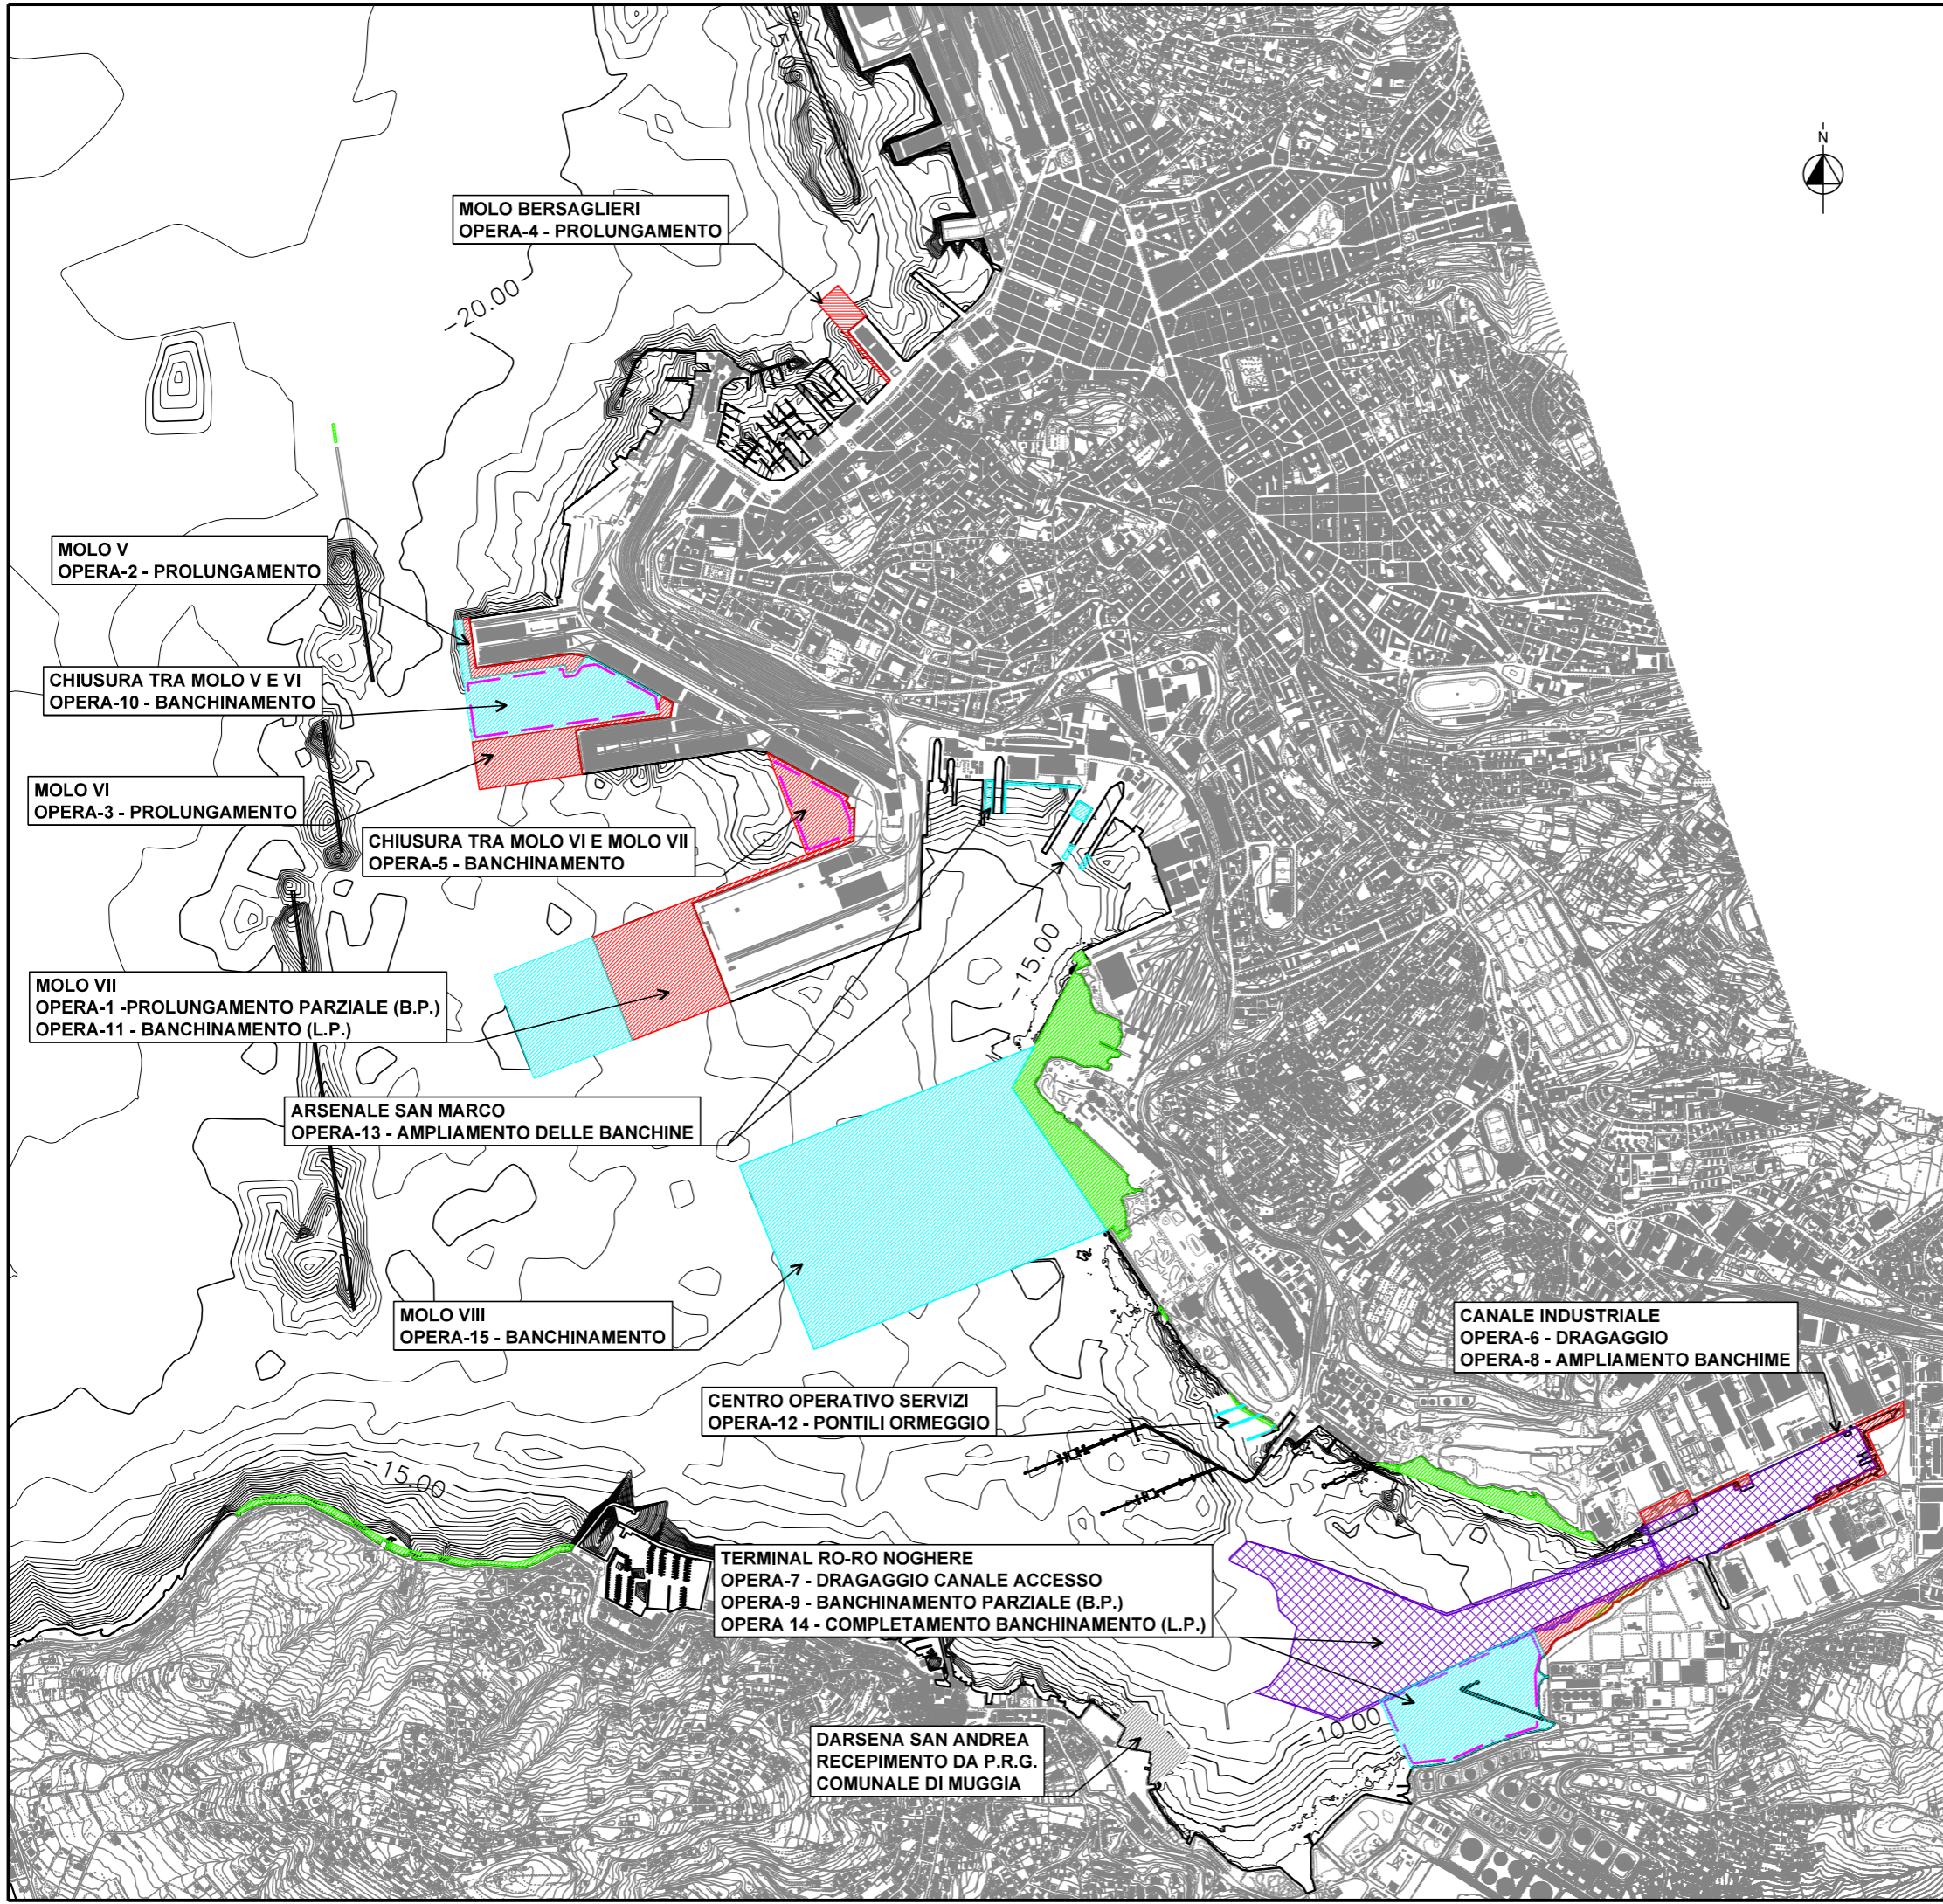 N
-5.0
MOLO BERSAGLIERI
OPERA-4 - PROLUNGAMENTO
-20.00
MOLO V
OPERA-2 - PROLUNGAMENTO
CHIUSURA TRA MOLO V E VI
OPERA-10 - BANCHINAMENTO
MOLO VI
OPERA-3 - PROLUNGAMENTO
CHIUSURA TRA MOLO VI E MOLO VII
OPERA-5 - BANCHINAMENTO
-15.00
MOLO VII
OPERA-1 -PROLUNGAMENTO PARZIALE (B.P.)
OPERA-11 - BANCHINAMENTO (L.P.)
ARSENALE SAN MARCO
OPERA-13 - AMPLIAMENTO DELLE BANCHINE
MOLO VIII
OPERA-15 - BANCHINAMENTO
CANALE INDUSTRIALE
OPERA-6 - DRAGAGGIO
OPERA-8 - AMPLIAMENTO BANCHIME
CENTRO OPERATIVO SERVIZI
OPERA-12 - PONTILI ORMEGGIO
-15.00
TERMINAL RO-RO NOGHERE
OPERA-7 - DRAGAGGIO CANALE ACCESSO
OPERA-9 - BANCHINAMENTO PARZIALE (B.P.)
OPERA 14 - COMPLETAMENTO BANCHINAMENTO (L.P.)
-10.00
DARSENA SAN ANDREA
RECEPIMENTO DA P.R.G.
COMUNALE DI MUGGIA